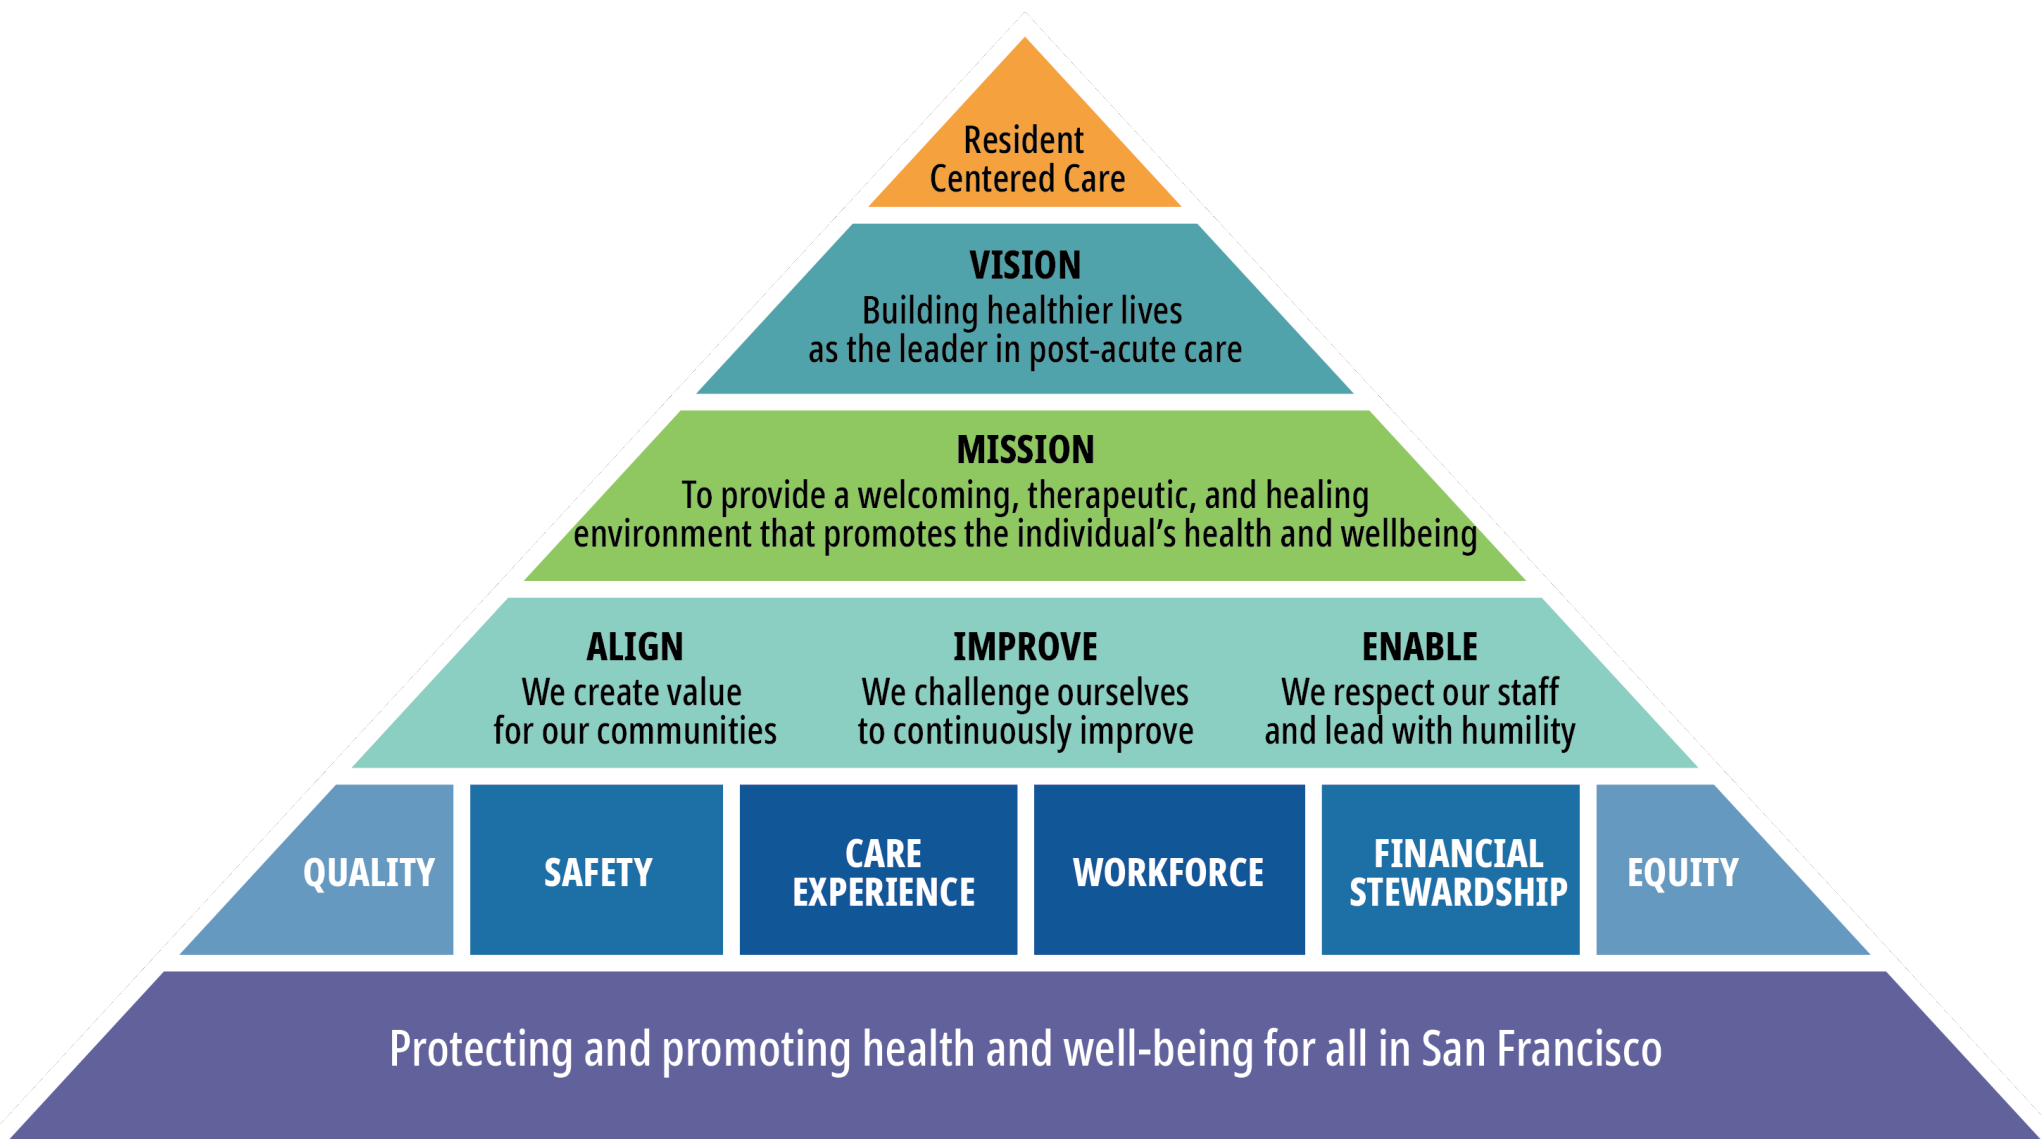 Resident
Centered Care
VISION
Building healthier lives
as the leader in post-acute care
MISSION
To provide a welcoming, therapeutic, and healing
environment that promotes the individual’s health and wellbeing
ALIGN
We create value
for our communities
IMPROVE
We challenge ourselves
to continuously improve
ENABLE
We respect our staff
and lead with humility
QUALITY
SAFETY
CARE
EXPERIENCE
WORKFORCE
FINANCIAL
STEWARDSHIP
EQUITY
Protecting and promoting health and well-being for all in San Francisco